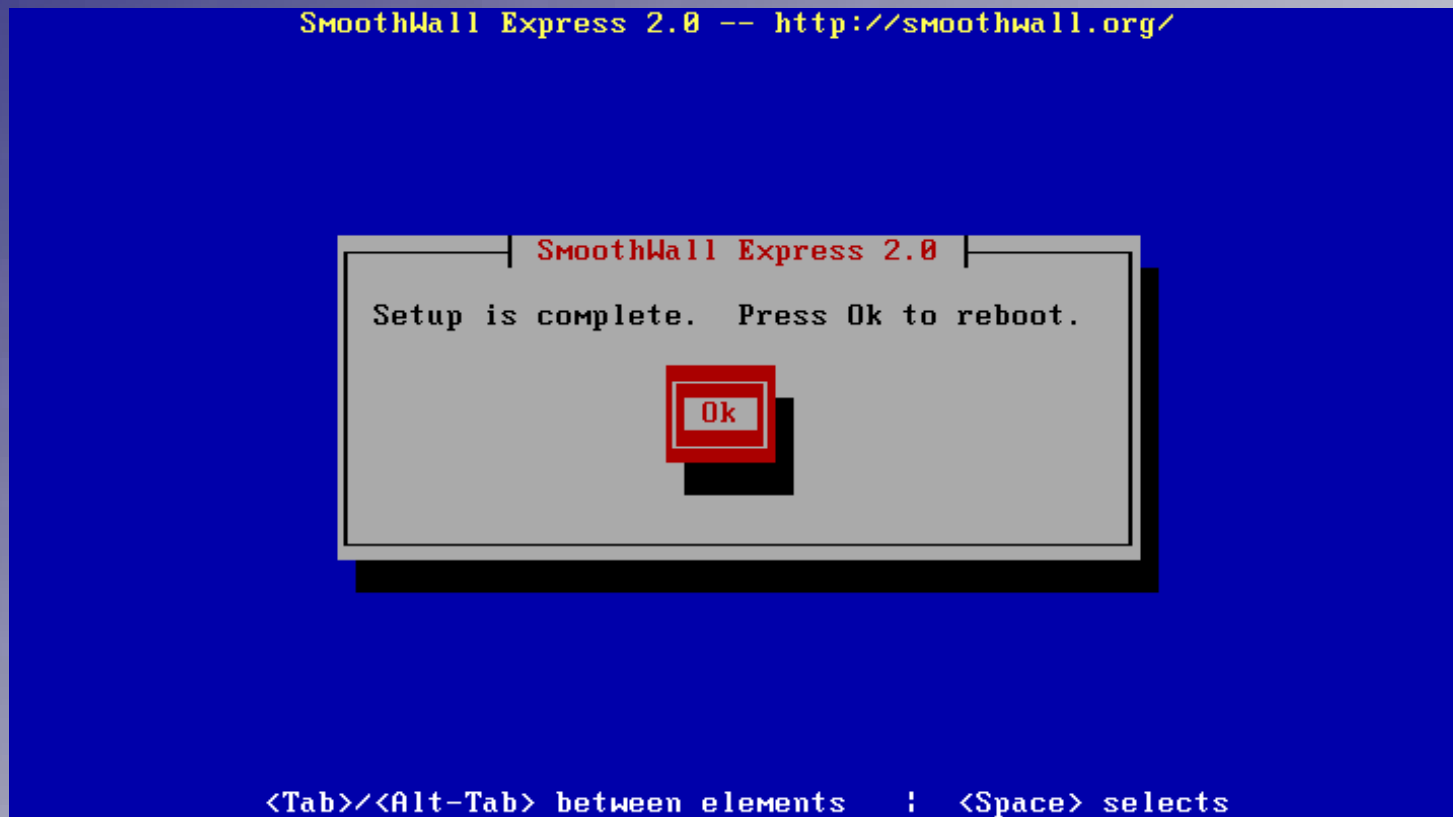 SmoothWall Express 2.0 -- http://smoothwall.org/
SmoothWall Express 2.0
Setup is complete.  Press Ok to reboot.
Ok
<Tab>/<Alt-Tab> between elements   ¦  <Space> selects